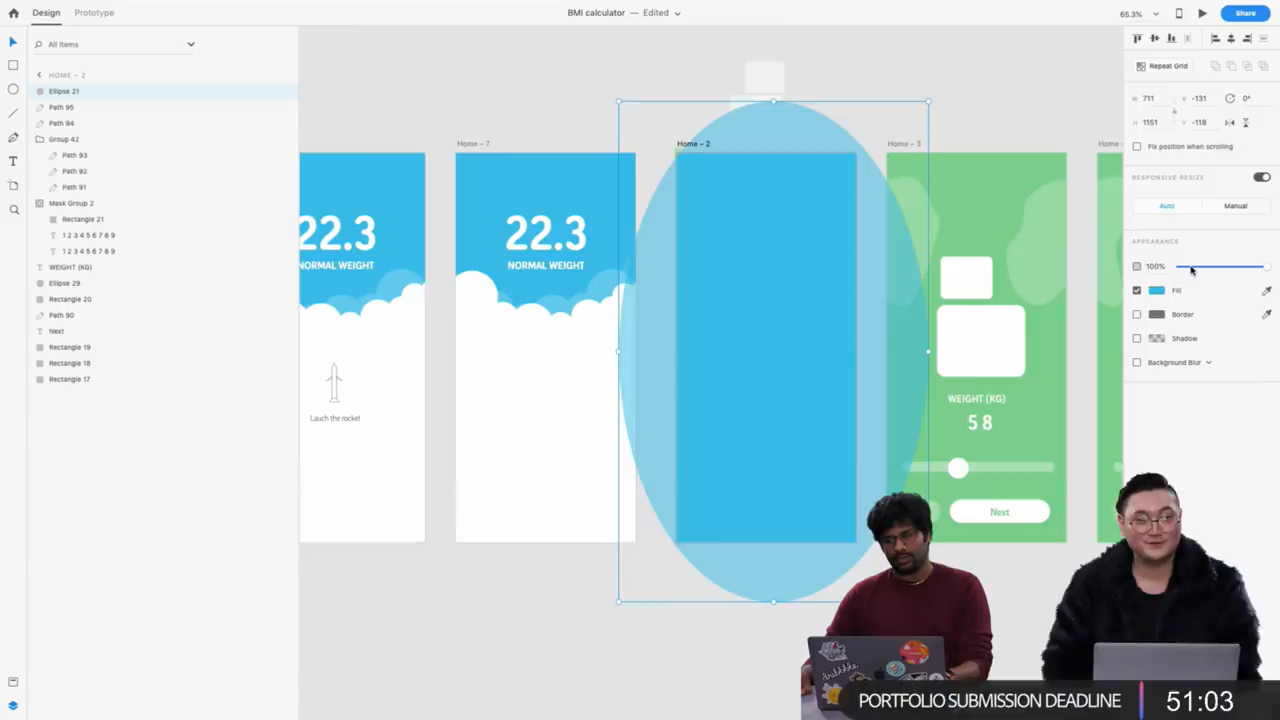 Design
Prototype
BMI calculator — Edited
65.3%
Share
All Items
HOME – 2
Ellipse 21
Path 95
Path 94
Group 42
Path 93
Path 92
Path 91
Mask Group 2
Rectangle 21
1 2 3 4 5 6 7 8 9
1 2 3 4 5 6 7 8 9
WEIGHT (KG)
Ellipse 29
Rectangle 20
Path 90
Next
Rectangle 19
Rectangle 18
Rectangle 17
22.3
NORMAL WEIGHT
Lauch the rocket
Home – 7
22.3
NORMAL WEIGHT
Home – 2
Home – 3
WEIGHT (KG)
5 8
Next
Home –
Repeat Grid
W 711 X -131 0°
H 1151 Y -118
Fix position when scrolling
RESPONSIVE RESIZE
Auto
Manual
APPEARANCE
100%
Fill
Border
Shadow
Background Blur
dribbble
PORTFOLIO SUBMISSION DEADLINE
51:03